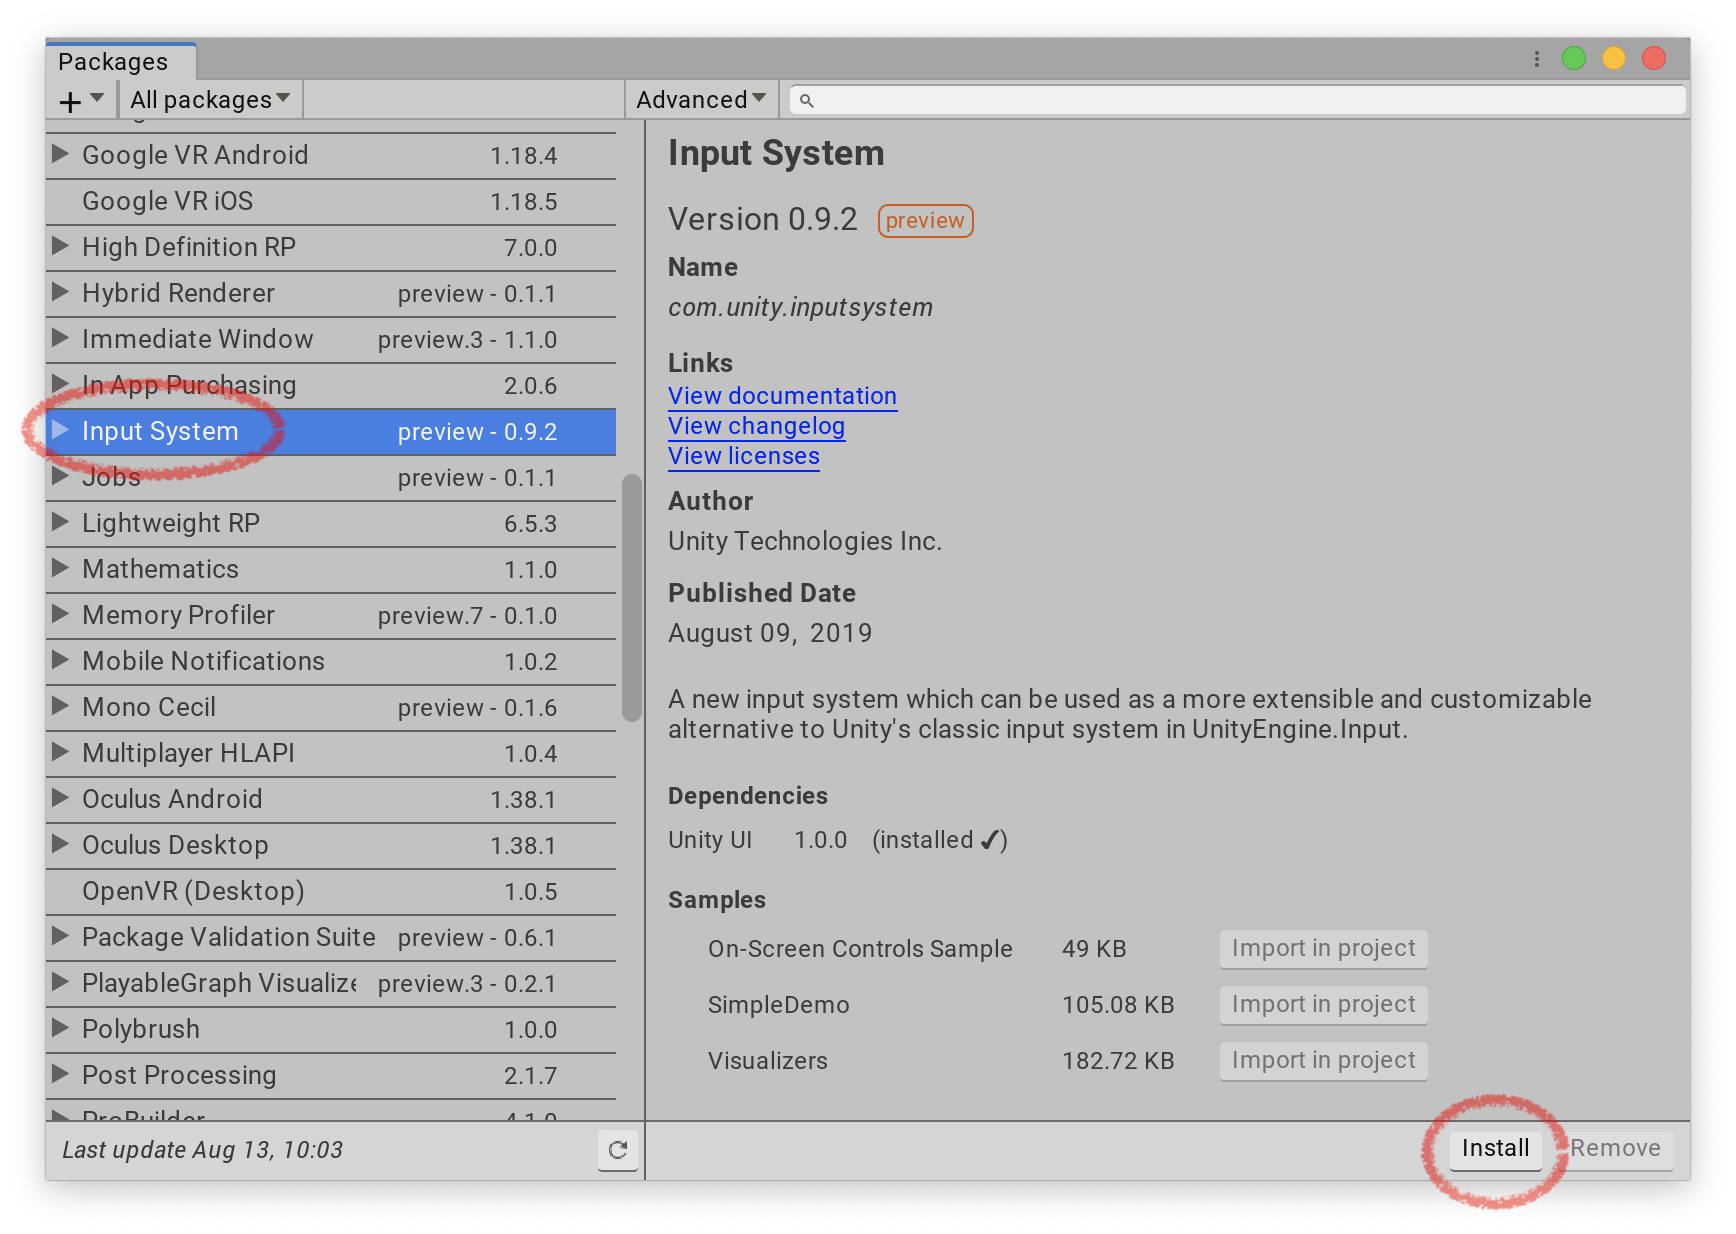 Packages
+ All packages Advanced
Google VR Android 1.18.4
Google VR iOS 1.18.5
High Definition RP 7.0.0
Hybrid Renderer preview - 0.1.1
Immediate Window preview.3 - 1.1.0
In App Purchasing 2.0.6
Input System preview - 0.9.2
Jobs preview - 0.1.1
Lightweight RP 6.5.3
Mathematics 1.1.0
Memory Profiler preview.7 - 0.1.0
Mobile Notifications 1.0.2
Mono Cecil preview - 0.1.6
Multiplayer HLAPI 1.0.4
Oculus Android 1.38.1
Oculus Desktop 1.38.1
OpenVR (Desktop) 1.0.5
Package Validation Suite preview - 0.6.1
PlayableGraph Visualize preview.3 - 0.2.1
Polybrush 1.0.0
Post Processing 2.1.7
ProBuilder 4.1.0
Last update Aug 13, 10:03
Input System
Version 0.9.2 preview
Name
com.unity.inputsystem
Links
View documentation
View changelog
View licenses
Author
Unity Technologies Inc.
Published Date
August 09, 2019
A new input system which can be used as a more extensible and customizable
alternative to Unity's classic input system in UnityEngine.Input.
Dependencies
Unity UI 1.0.0 (installed ✔)
Samples
On-Screen Controls Sample 49 KB Import in project
SimpleDemo 105.08 KB Import in project
Visualizers 182.72 KB Import in project
Install Remove